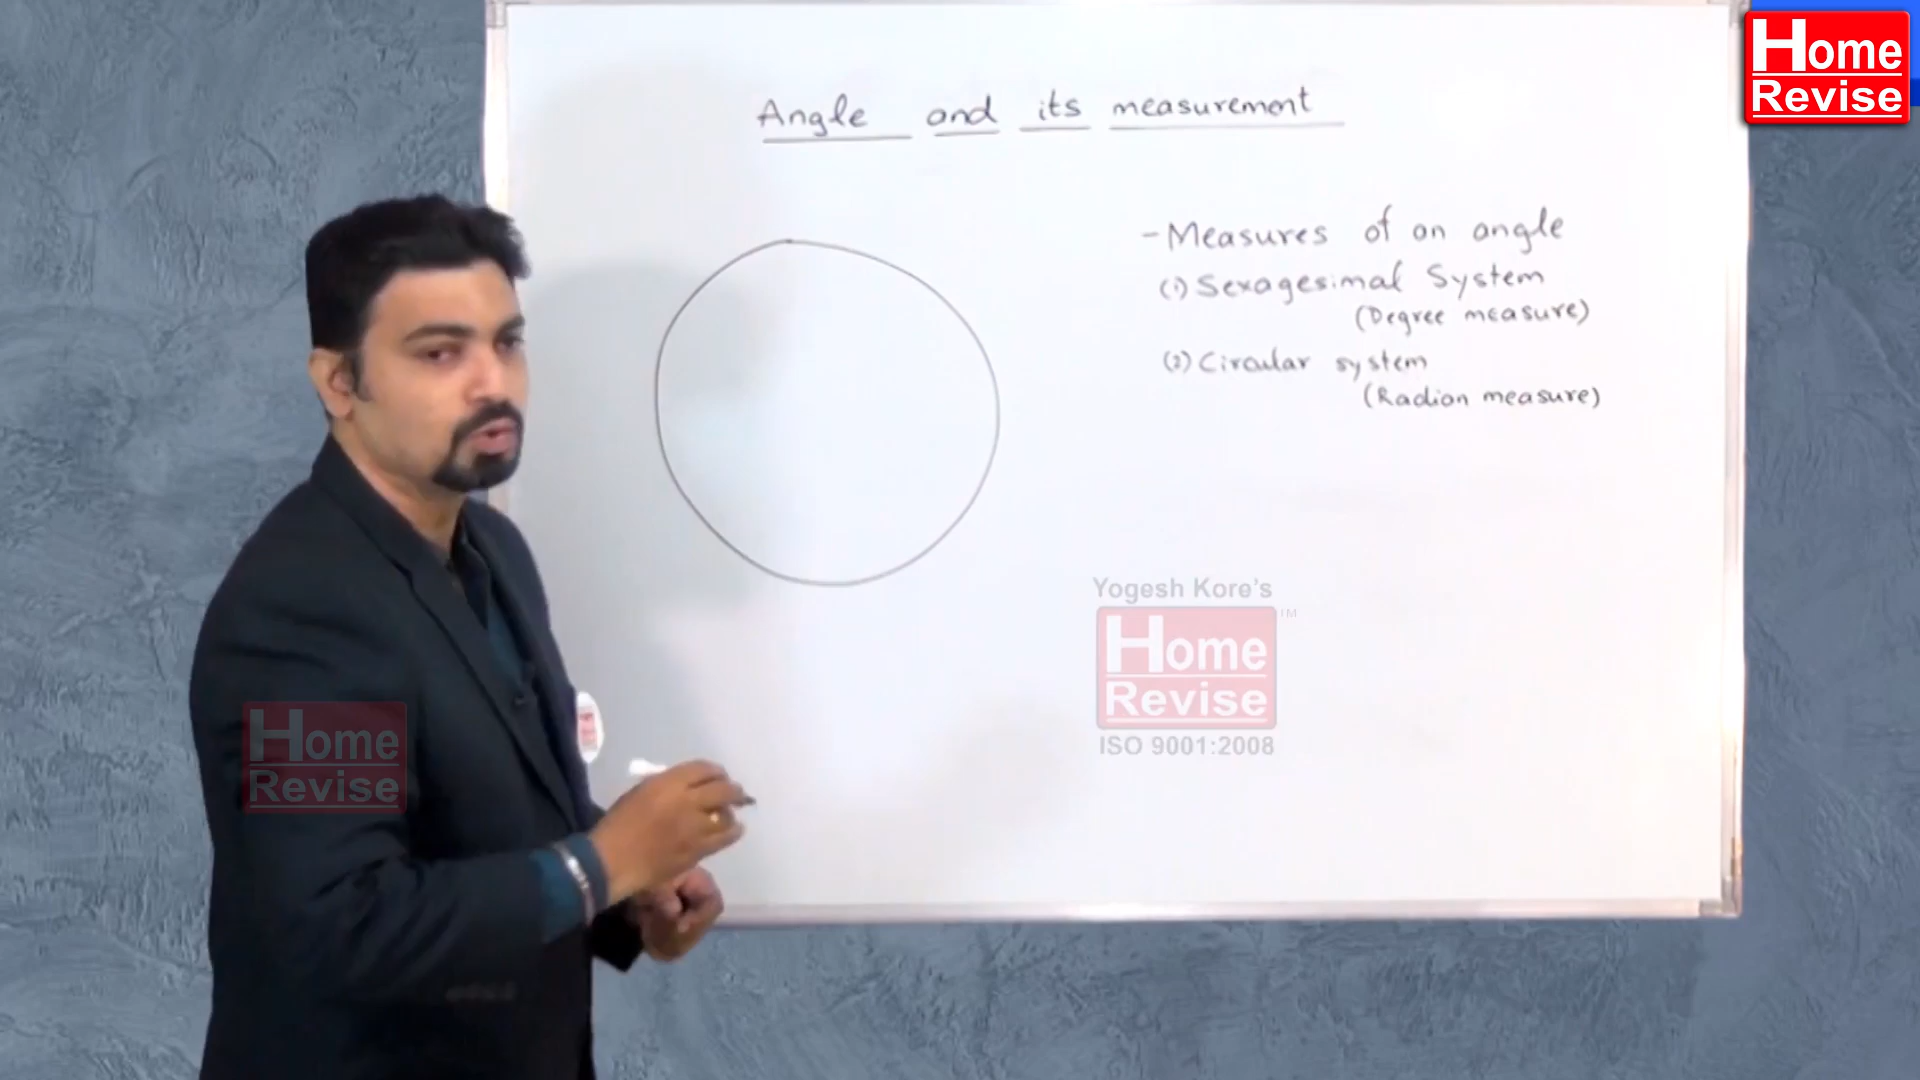 Home
Revise
Angle and its measurement
- Measures of an angle
(1) Sexagesimal System
(Degree measure)
(2) Circular system
(Radian measure)
Yogesh Kore's
Home
Revise
TM
ISO 9001:2008
Home
Revise